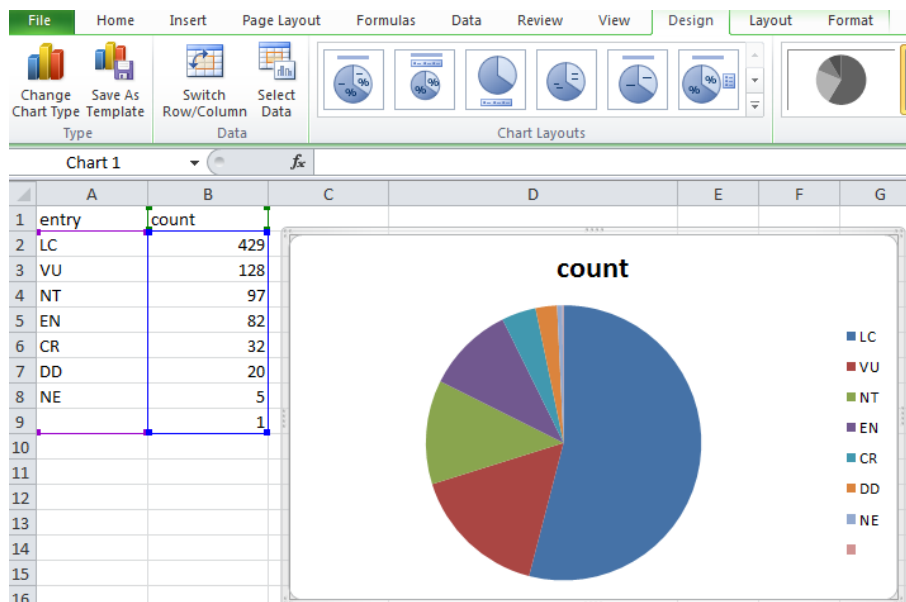 File Home Insert Page Layout Formulas Data Review View Design Layout Format
Change Chart Type
Save As Template
Switch Row/Column
Select Data
Type Data Chart Layouts
Chart 1 fx
A B C D E F G
1 entry count
2 LC 429
3 VU 128
4 NT 97
5 EN 82
6 CR 32
7 DD 20
8 NE 5
9 1
10
11
12
13
14
15
16
count
LC
VU
NT
EN
CR
DD
NE